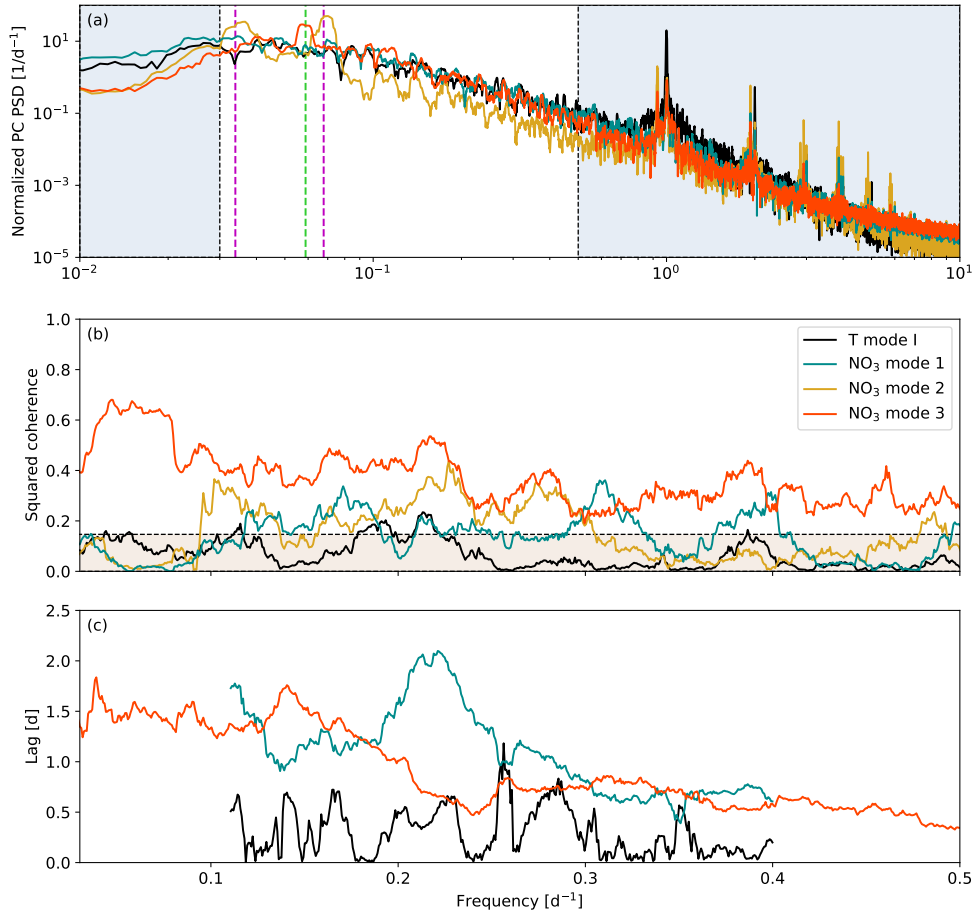 (a)
Normalized PC PSD [1/d⁻¹]
10¹
10⁻¹
10⁻³
10⁻⁵
10⁻² 10⁻¹ 10⁰ 10¹
(b)
Squared coherence
1.0
0.8
0.6
0.4
0.2
0.0
T mode I
NO₃ mode 1
NO₃ mode 2
NO₃ mode 3
(c)
Lag [d]
2.5
2.0
1.5
1.0
0.5
0.0
0.1 0.2 0.3 0.4 0.5
Frequency [d⁻¹]